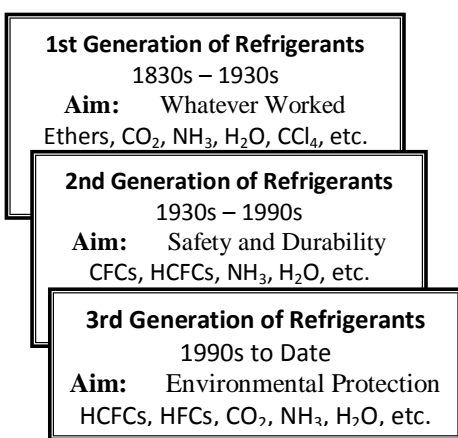 1st Generation of Refrigerants
1830s – 1930s
Aim: Whatever Worked
Ethers, CO₂, NH₃, H₂O, CCl₄, etc.
2nd Generation of Refrigerants
1930s – 1990s
Aim: Safety and Durability
CFCs, HCFCs, NH₃, H₂O, etc.
3rd Generation of Refrigerants
1990s to Date
Aim: Environmental Protection
HCFCs, HFCs, CO₂, NH₃, H₂O, etc.